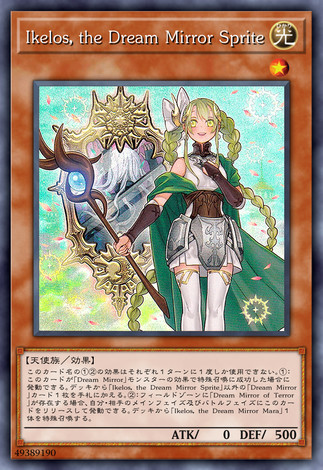 Ikelos, the Dream Mirror Sprite
光
【天使族／効果】
このカード名の①②の効果はそれぞれ１ターンに１度しか使用できない。①：
このカードが「Dream Mirror」モンスターの効果で特殊召喚に成功した場合に
発動できる。デッキから「Ikelos, the Dream Mirror Sprite」以外の「Dream Mirror」
カード１枚を手札に加える。②：フィールドゾーンに「Dream Mirror of Terror」
が存在する場合、自分・相手のメインフェイズ及びバトルフェイズにこのカー
ドをリリースして発動できる。デッキから「Ikelos, the Dream Mirror Mara」１
体を特殊召喚する。
ATK/ 0 DEF/ 500
49389190